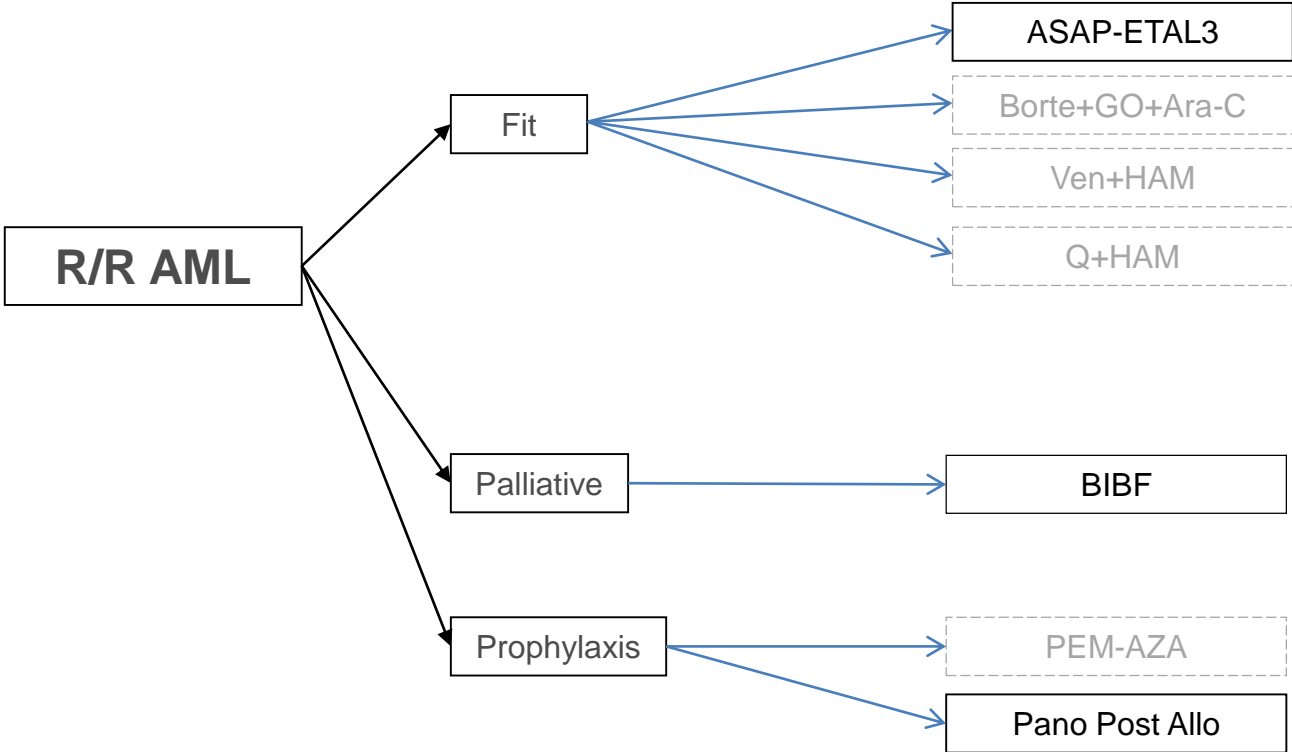 R/R AML
Fit
ASAP-ETAL3
Borte+GO+Ara-C
Ven+HAM
Q+HAM
Palliative
BIBF
Prophylaxis
PEM-AZA
Pano Post Allo